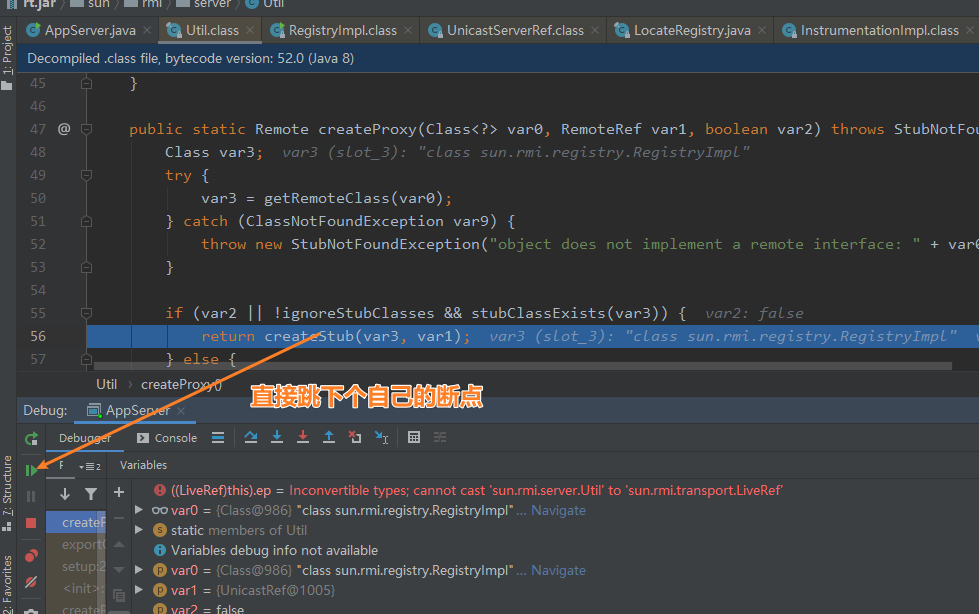 rt.jar sun rmi server Util
AppServer.java Util.class RegistryImpl.class UnicastServerRef.class LocateRegistry.java InstrumentationImpl.class
1: Project
Decompiled .class file, bytecode version: 52.0 (Java 8)
45 }
46
47 @ public static Remote createProxy(Class<?> var0, RemoteRef var1, boolean var2) throws StubNotFou
48 Class var3; var3 (slot_3): "class sun.rmi.registry.RegistryImpl"
49 try {
50 var3 = getRemoteClass(var0);
51 } catch (ClassNotFoundException var9) {
52 throw new StubNotFoundException("object does not implement a remote interface: " + var0
53 }
54
55 if (var2 || !ignoreStubClasses && stubClassExists(var3)) { var2: false
56 return createStub(var3, var1); var3 (slot_3): "class sun.rmi.registry.RegistryImpl" v
57 } else {
Util createProxy()
直接跳下个自己的断点
Debug: AppServer
Debugger Console
F 2 Variables
7: Structure
2: Favorites
((LiveRef)this).ep = Inconvertible types; cannot cast 'sun.rmi.server.Util' to 'sun.rmi.transport.LiveRef'
var0 = {Class@986} "class sun.rmi.registry.RegistryImpl"... Navigate
createP static members of Util
export Variables debug info not available
setup:2 var0 = {Class@986} "class sun.rmi.registry.RegistryImpl"... Navigate
<init>: var1 = {UnicastRef@1005}
createP var2 = false